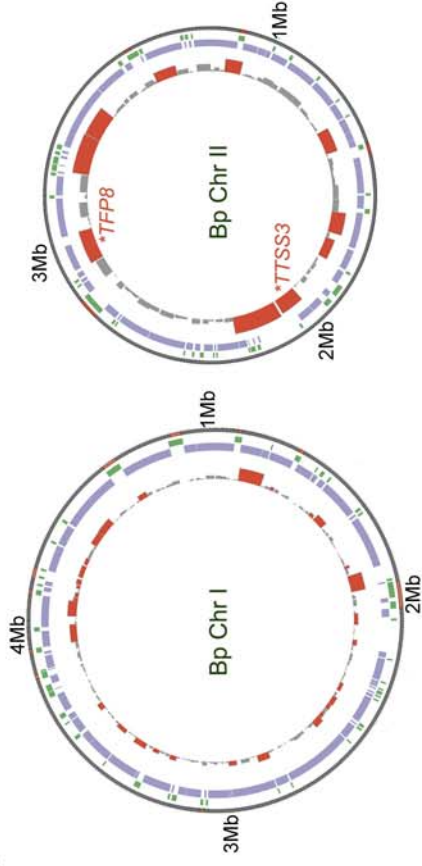 1Mb
Bp Chr II
*TFP8
*TTSS3
3Mb
2Mb
4Mb
1Mb
Bp Chr I
2Mb
3Mb